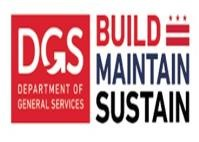 DGS
DEPARTMENT OF
GENERAL SERVICES
BUILD
MAINTAIN
SUSTAIN